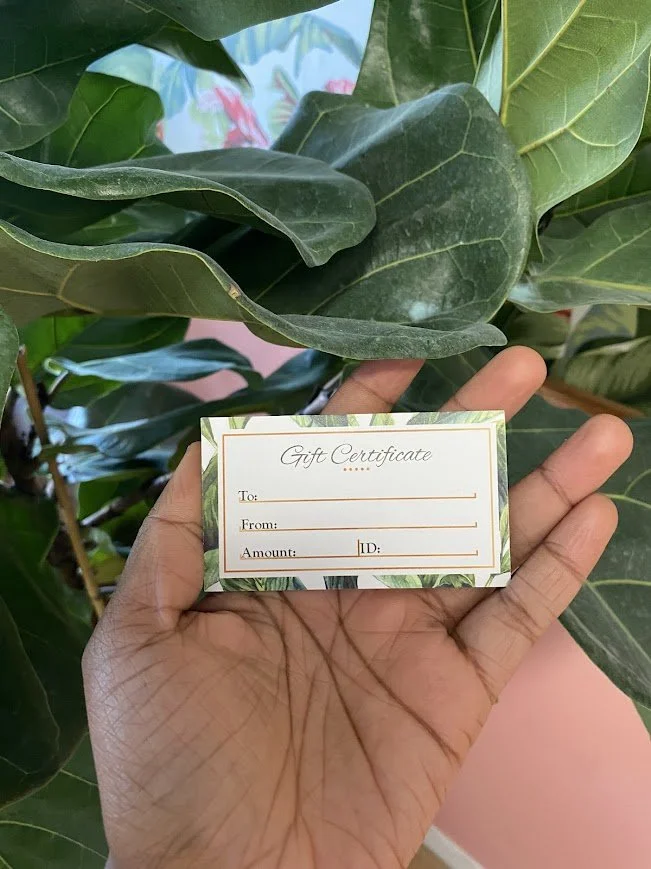 Gift Certificate
To:
From:
Amount: ID: